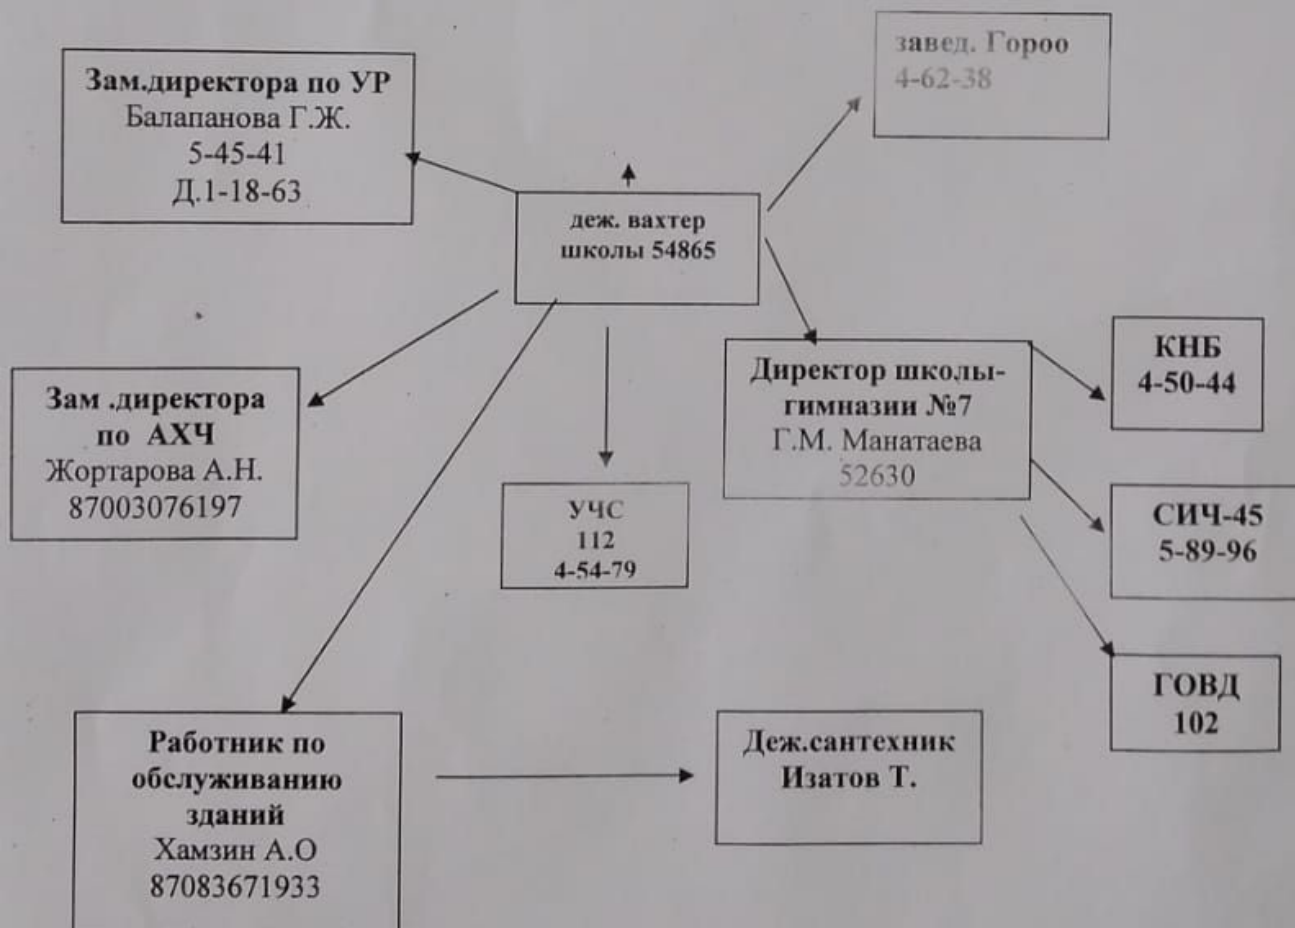 завед. Гороо
4-62-38
Зам.директора по УР
Балапанова Г.Ж.
5-45-41
Д.1-18-63
деж. вахтер
школы 54865
Директор школы-
гимназии №7
Г.М. Манатаева
52630
КНБ
4-50-44
Зам .директора
по АХЧ
Жортарова А.Н.
87003076197
УЧС
112
4-54-79
СИЧ-45
5-89-96
ГОВД
102
Работник по
обслуживанию
зданий
Хамзин А.О
87083671933
Деж.сантехник
Изатов Т.